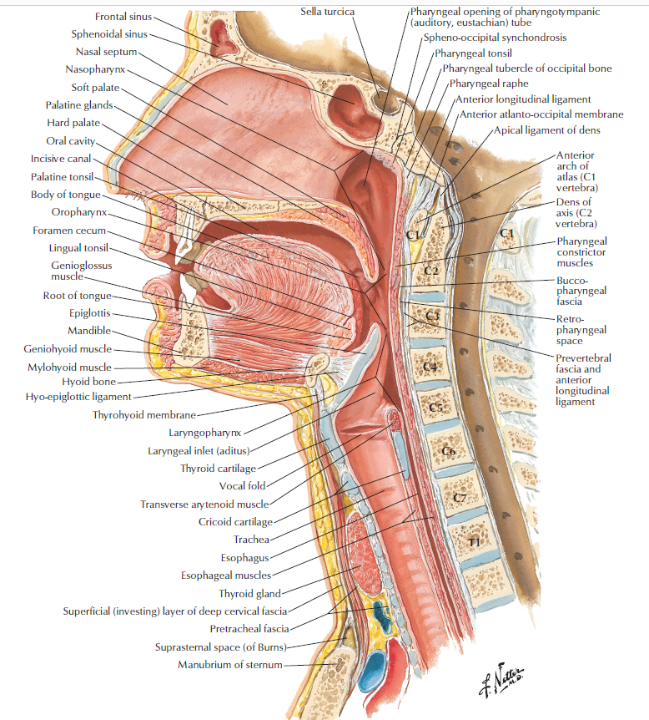 Frontal sinus
Sphenoidal sinus
Nasal septum
Nasopharynx
Soft palate
Palatine glands
Hard palate
Oral cavity
Incisive canal
Palatine tonsil
Body of tongue
Oropharynx
Foramen cecum
Lingual tonsil
Genioglossus
muscle
Root of tongue
Epiglottis
Mandible
Geniohyoid muscle
Mylohyoid muscle
Hyoid bone
Hyo-epiglottic ligament
Thyrohyoid membrane
Laryngopharynx
Laryngeal inlet (aditus)
Thyroid cartilage
Vocal fold
Transverse arytenoid muscle
Cricoid cartilage
Trachea
Esophagus
Esophageal muscles
Thyroid gland
Superficial (investing) layer of deep cervical fascia
Pretracheal fascia
Suprasternal space (of Burns)
Manubrium of sternum
Sella turcica
Pharyngeal opening of pharyngotympanic
(auditory, eustachian) tube
Spheno-occipital synchondrosis
Pharyngeal tonsil
Pharyngeal tubercle of occipital bone
Pharyngeal raphe
Anterior longitudinal ligament
Anterior atlanto-occipital membrane
Apical ligament of dens
Anterior
arch of
atlas (C1
vertebra)
Dens of
axis (C2
vertebra)
Pharyngeal
constrictor
muscles
Bucco-
pharyngeal
fascia
Retro-
pharyngeal
space
Prevertebral
fascia and
anterior
longitudinal
ligament
C1
C1
C2
C3
C4
C5
C6
C7
T1
F. Netter
M.D.